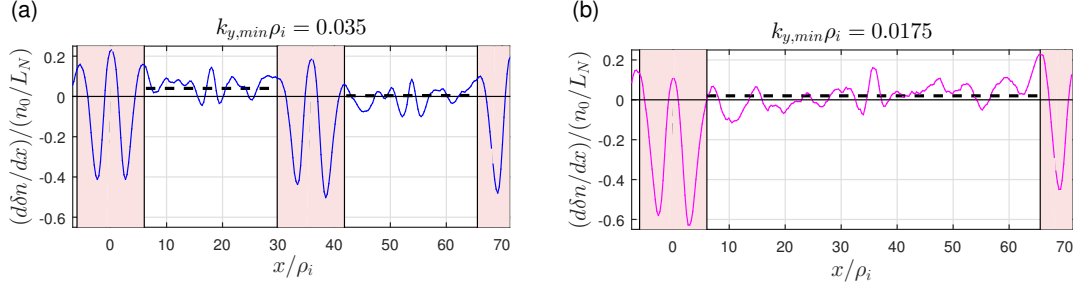 (a)
k_{y,min}ρ_i = 0.035
(dδn/dx)/(n_0/L_N)
0.2
0
-0.2
-0.4
-0.6
0 10 20 30 40 50 60 70
x/ρ_i
(b)
k_{y,min}ρ_i = 0.0175
(dδn/dx)/(n_0/L_N)
0.2
0
-0.2
-0.4
-0.6
0 10 20 30 40 50 60 70
x/ρ_i